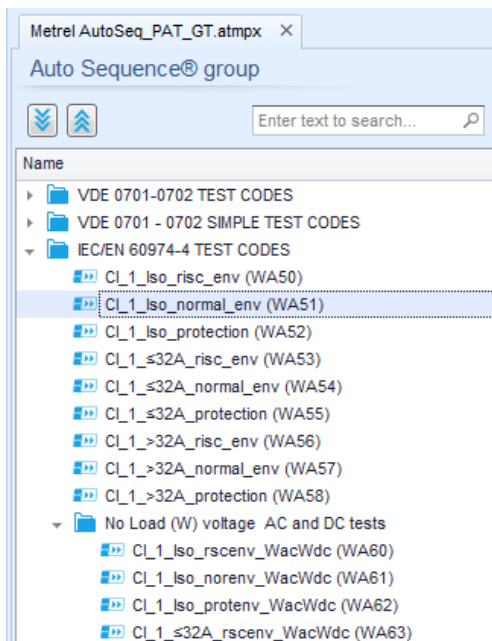 Metrel AutoSeq_PAT_GT.atmpx
Auto Sequence® group
Enter text to search...
Name
VDE 0701-0702 TEST CODES
VDE 0701 - 0702 SIMPLE TEST CODES
IEC/EN 60974-4 TEST CODES
Cl_1_Iso_risc_env (WA50)
Cl_1_Iso_normal_env (WA51)
Cl_1_Iso_protection (WA52)
Cl_1_≤32A_risc_env (WA53)
Cl_1_≤32A_normal_env (WA54)
Cl_1_≤32A_protection (WA55)
Cl_1_>32A_risc_env (WA56)
Cl_1_>32A_normal_env (WA57)
Cl_1_>32A_protection (WA58)
No Load (W) voltage AC and DC tests
Cl_1_Iso_rscenv_WacWdc (WA60)
Cl_1_Iso_norenv_WacWdc (WA61)
Cl_1_Iso_protenv_WacWdc (WA62)
Cl_1_≤32A_rscenv_WacWdc (WA63)